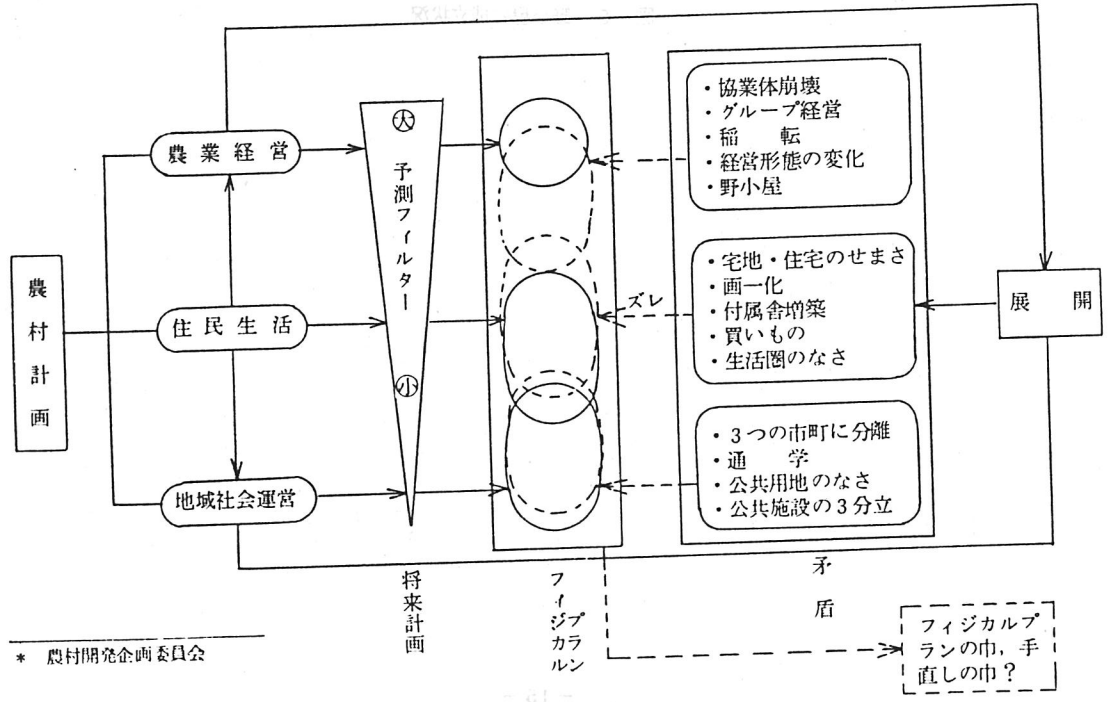 農村計画
農業経営
住民生活
地域社会運営
大
予測フィルター
小
将来計画
フィジカル
プラン
ズレ
・協業体崩壊
・グループ経営
・稲　　転
・経営形態の変化
・野小屋
・宅地・住宅のせまさ
・画一化
・付属舎増築
・買いもの
・生活圏のなさ
・3つの市町に分離
・通　　学
・公共用地のなさ
・公共施設の3分立
矛盾
展開
フィジカルプ
ランの巾，手
直しの巾？
* 農村開発企画委員会
- 15 -